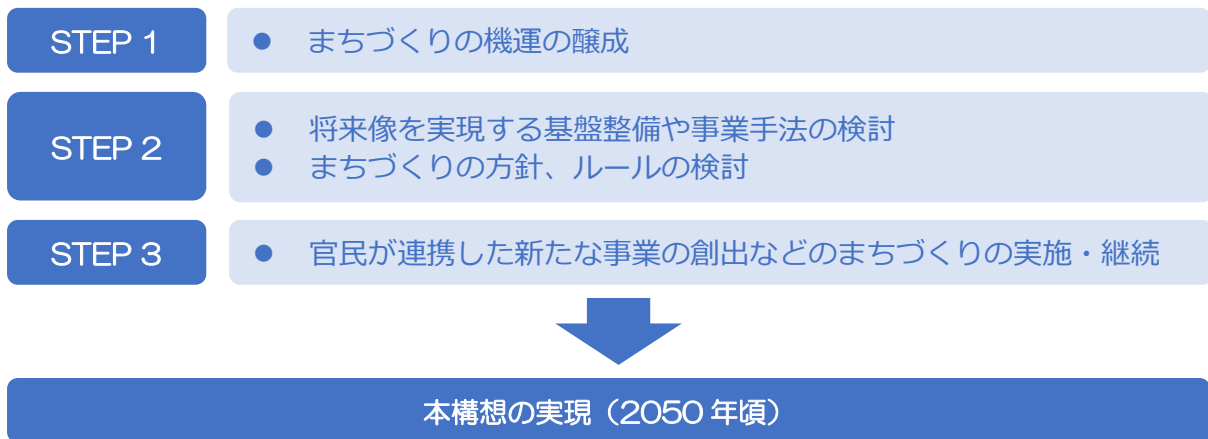 STEP 1
● まちづくりの機運の醸成
STEP 2
● 将来像を実現する基盤整備や事業手法の検討
● まちづくりの方針、ルールの検討
STEP 3
● 官民が連携した新たな事業の創出などのまちづくりの実施・継続
本構想の実現（2050 年頃）